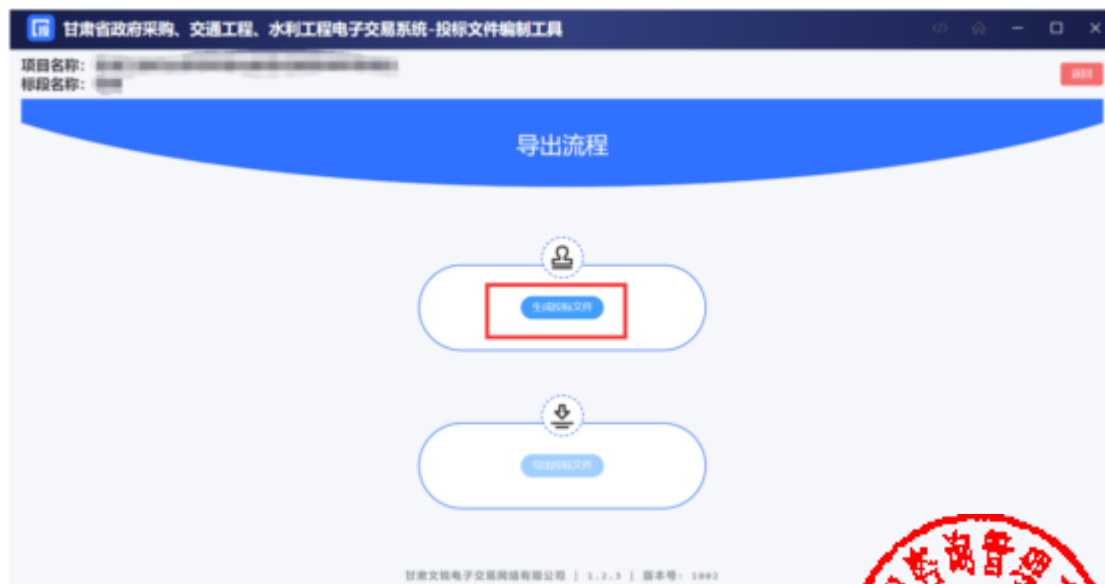 甘肃省政府采购、交通工程、水利工程电子交易系统-投标文件编制工具
项目名称：
标段名称：
返回
导出流程
生成投标文件
导出投标文件
甘肃文锐电子交易网络有限公司 | 1.2.3 | 版本号: 1002